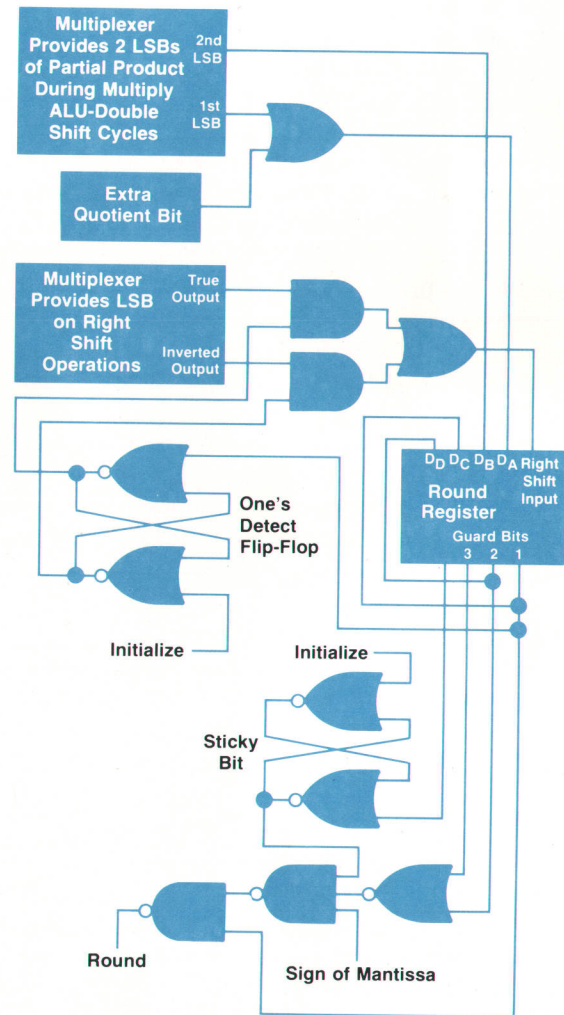 Multiplexer
Provides 2 LSBs
of Partial Product
During Multiply
ALU-Double
Shift Cycles
2nd
LSB
1st
LSB
Extra
Quotient Bit
Multiplexer
Provides LSB
on Right
Shift
Operations
True
Output
Inverted
Output
DD DC DB DA Right
Shift
Input
Round
Register
Guard Bits
3 2 1
One's
Detect
Flip-Flop
Initialize
Initialize
Sticky
Bit
Round
Sign of Mantissa